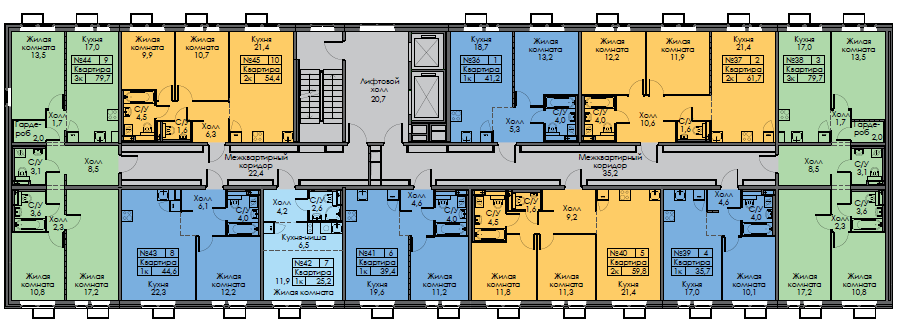 Жилая
комната
13,5
Кухня
17,0
№44 9
Квартира
3к 79,7
Холл
1,7
Гарде-
роб
2,0
С/У
3,1
Холл
8,5
С/У
3,6
Холл
2,3
Жилая
комната
10,8
Жилая
комната
17,2
Жилая
комната
9,9
Жилая
комната
10,7
Кухня
21,4
№45 10
Квартира
2к 54,4
С/У
4,5
С/У
1,6
Холл
6,3
Лифтовой
холл
20,7
Межквартирный
коридор
22,4
Кухня
18,7
№36 1
Квартира
1к 41,2
Жилая
комната
13,2
Холл
5,3
С/У
4,0
Жилая
комната
12,2
Жилая
комната
11,9
Кухня
21,4
№37 2
Квартира
2к 61,7
С/У
4,0
Холл
10,6
С/У
1,6
Кухня
17,0
№38 3
Квартира
3к 79,7
Жилая
комната
13,5
Холл
1,7
Гарде-
роб
2,0
Межквартирный
коридор
35,2
Холл
8,5
С/У
3,1
С/У
3,6
Холл
2,3
Жилая
комната
17,2
Жилая
комната
10,8
Холл
6,1
С/У
4,0
№43 8
Квартира
1к 44,6
Кухня
22,3
Жилая
комната
12,2
Холл
4,2
С/У
2,6
Кухня-ниша
6,5
№42 7
Квартира
1к 25,2
11,9
Жилая комната
Холл
4,6
С/У
4,0
№41 6
Квартира
1к 39,4
Кухня
19,6
Жилая
комната
11,2
С/У
4,5
С/У
1,6
Холл
9,2
№40 5
Квартира
2к 59,8
Жилая
комната
11,8
Жилая
комната
11,3
Кухня
21,4
Холл
4,6
С/У
4,0
№39 4
Квартира
1к 35,7
Кухня
17,0
Жилая
комната
10,1